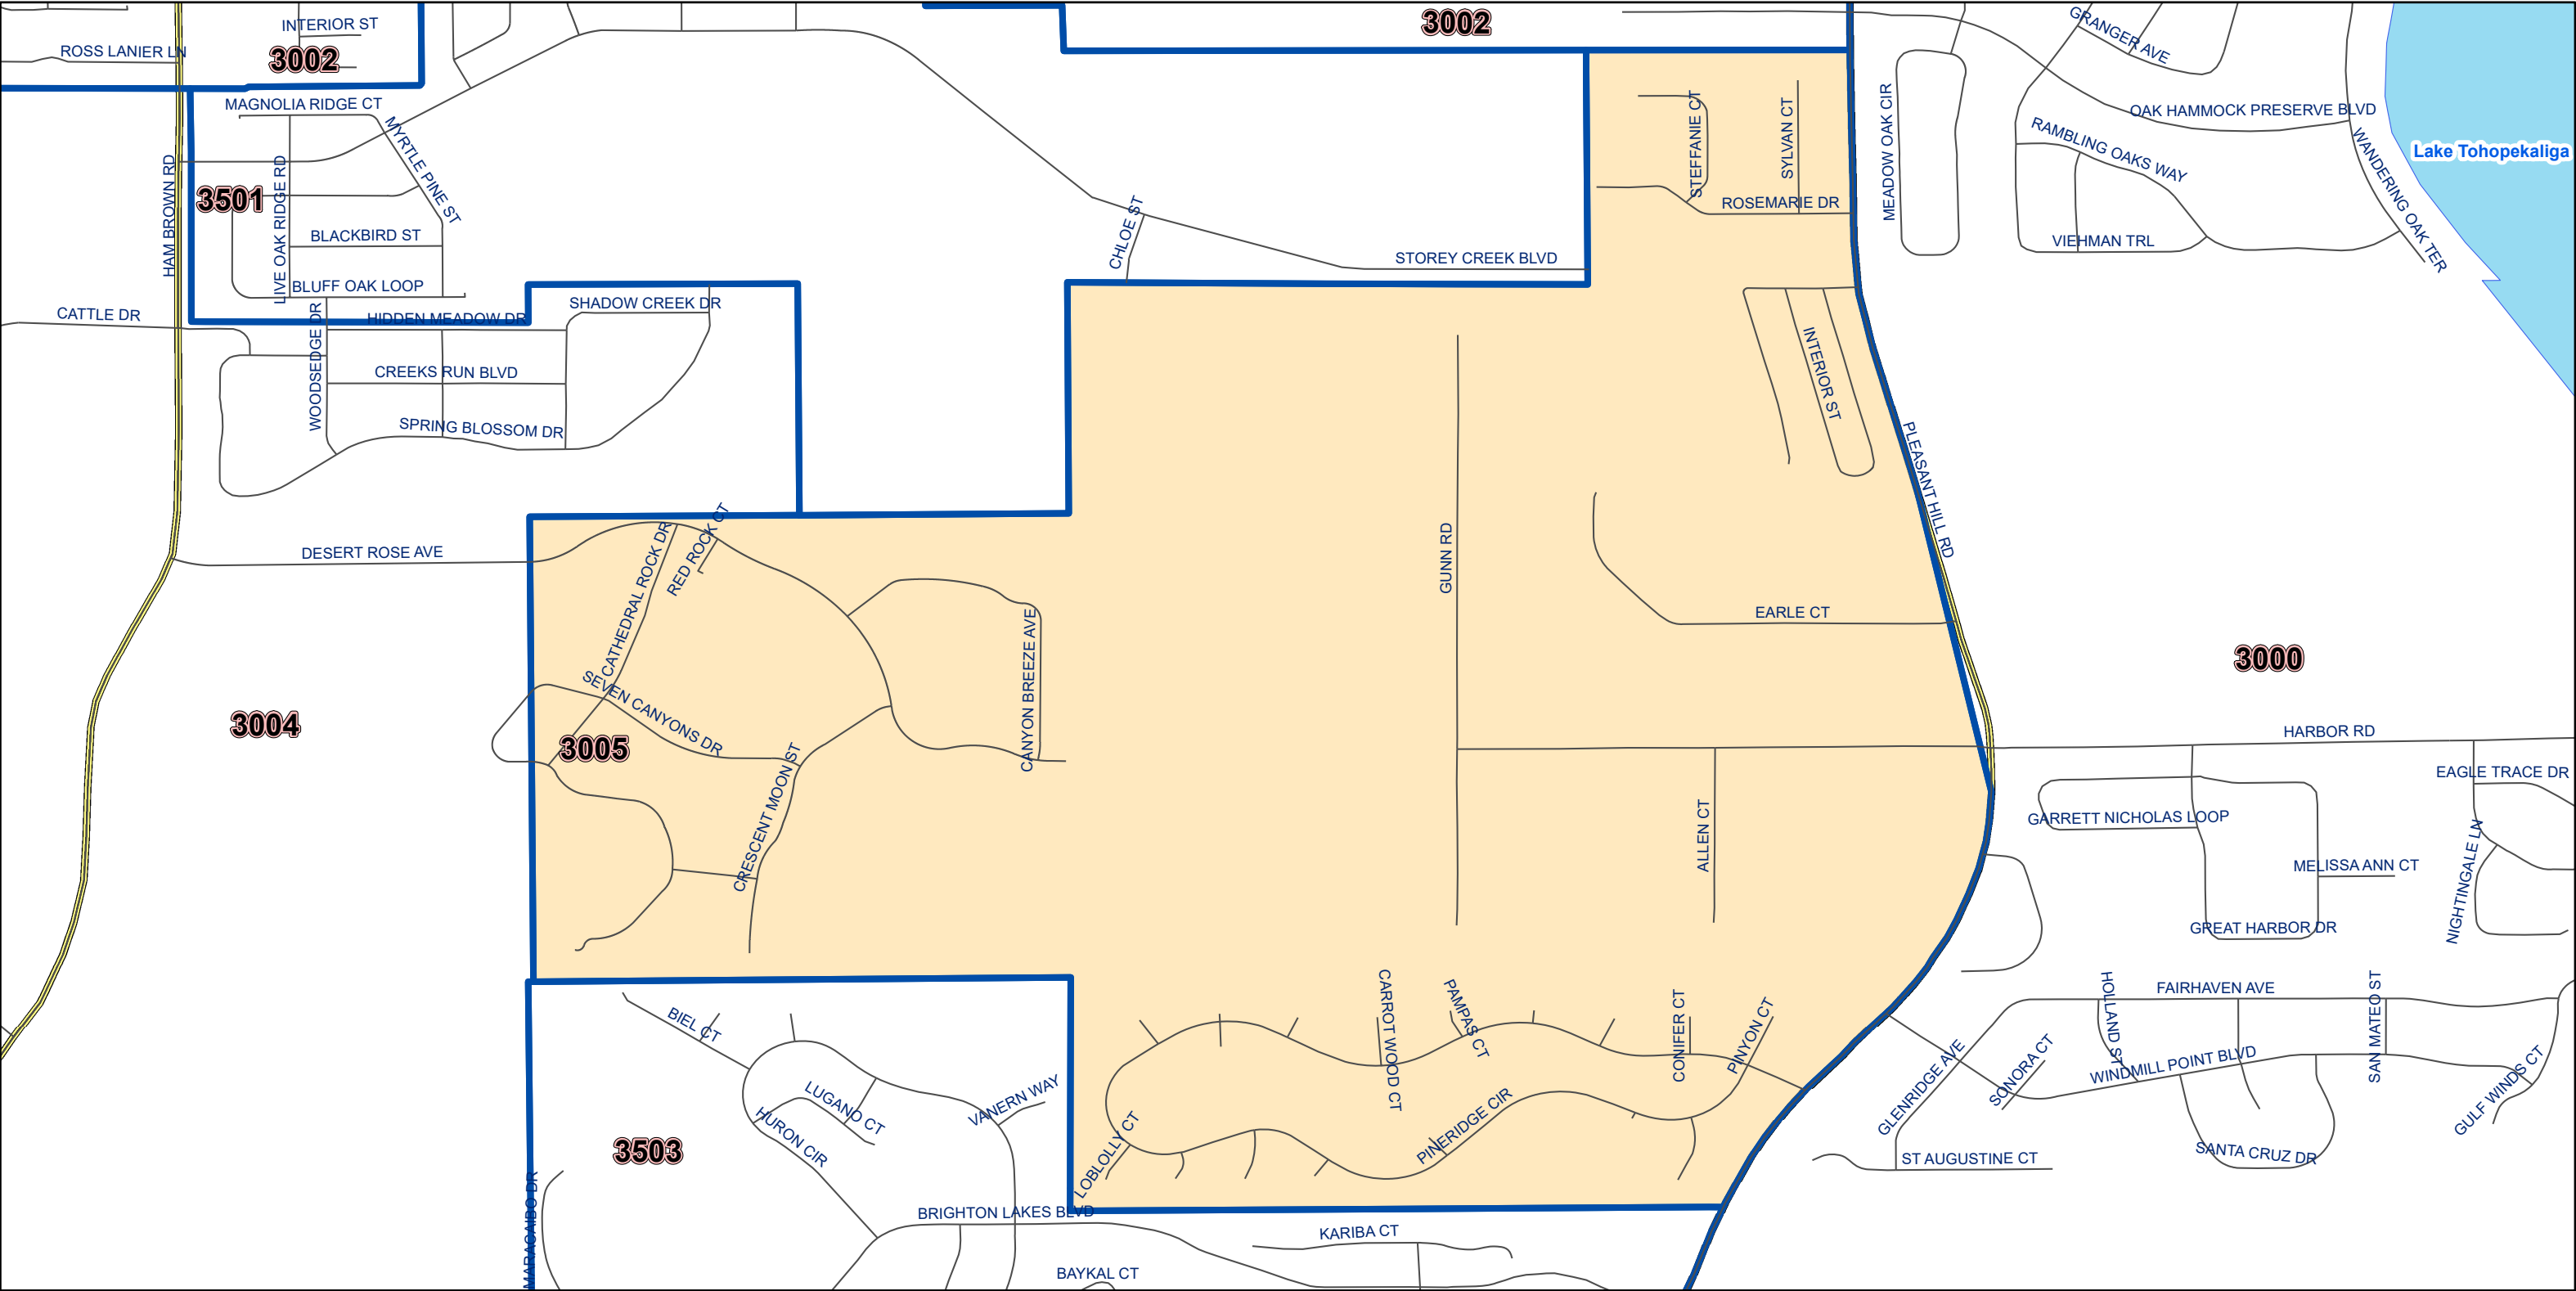 INTERIOR ST
3002
GRANGER AVE
ROSS LANIER LN
3002
MAGNOLIA RIDGE CT
OAK HAMMOCK PRESERVE BLVD
STEFFANIE CT
SYLVAN CT
MEADOW OAK CIR
MYRTLE PINE ST
RAMBLING OAKS WAY
Lake Tohopekaliga
WANDERING OAK TER
HAM BROWN RD
3501
LIVE OAK RIDGE RD
ROSEMARIE DR
BLACKBIRD ST
CHLOE ST
VIEHMAN TRL
STOREY CREEK BLVD
BLUFF OAK LOOP
SHADOW CREEK DR
CATTLE DR
HIDDEN MEADOW DR
WOODSEDGE DR
CREEKS RUN BLVD
INTERIOR ST
SPRING BLOSSOM DR
PLEASANT HILL RD
DESERT ROSE AVE
CATHEDRAL ROCK DR
RED ROCK CT
GUNN RD
EARLE CT
CANYON BREEZE AVE
3000
SEVEN CANYONS DR
3004
3005
HARBOR RD
EAGLE TRACE DR
CRESCENT MOON ST
ALLEN CT
GARRETT NICHOLAS LOOP
MELISSA ANN CT
NIGHTINGALE LN
GREAT HARBOR DR
BIEL CT
CARROT WOOD CT
PAMPAS CT
CONIFER CT
PINYON CT
HOLLAND ST
FAIRHAVEN AVE
SAN MATEO ST
WINDMILL POINT BLVD
GLENRIDGE AVE
SONORA CT
GULF WINDS CT
LUGANO CT
VANERN WAY
HURON CIR
3503
LOBLOLLY CT
PINERIDGE CIR
ST AUGUSTINE CT
SANTA CRUZ DR
MARACAIBO DR
BRIGHTON LAKES BLVD
KARIBA CT
BAYKAL CT